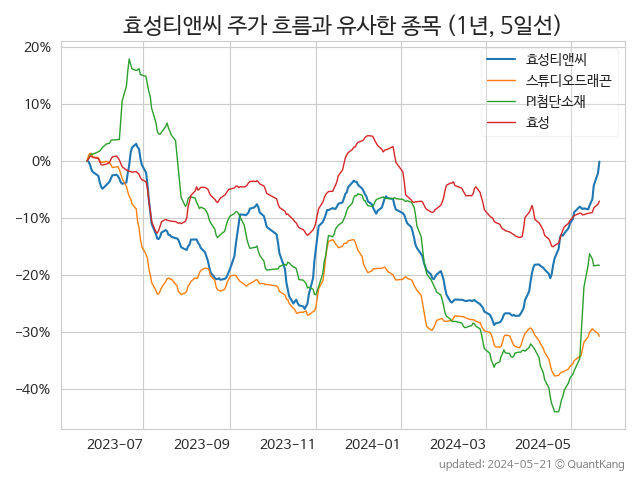 효성티앤씨 주가 흐름과 유사한 종목 (1년, 5일선)
효성티앤씨
스튜디오드래곤
PI첨단소재
효성
20%
10%
0%
−10%
−20%
−30%
−40%
2023-07
2023-09
2023-11
2024-01
2024-03
2024-05
updated: 2024-05-21 © QuantKang